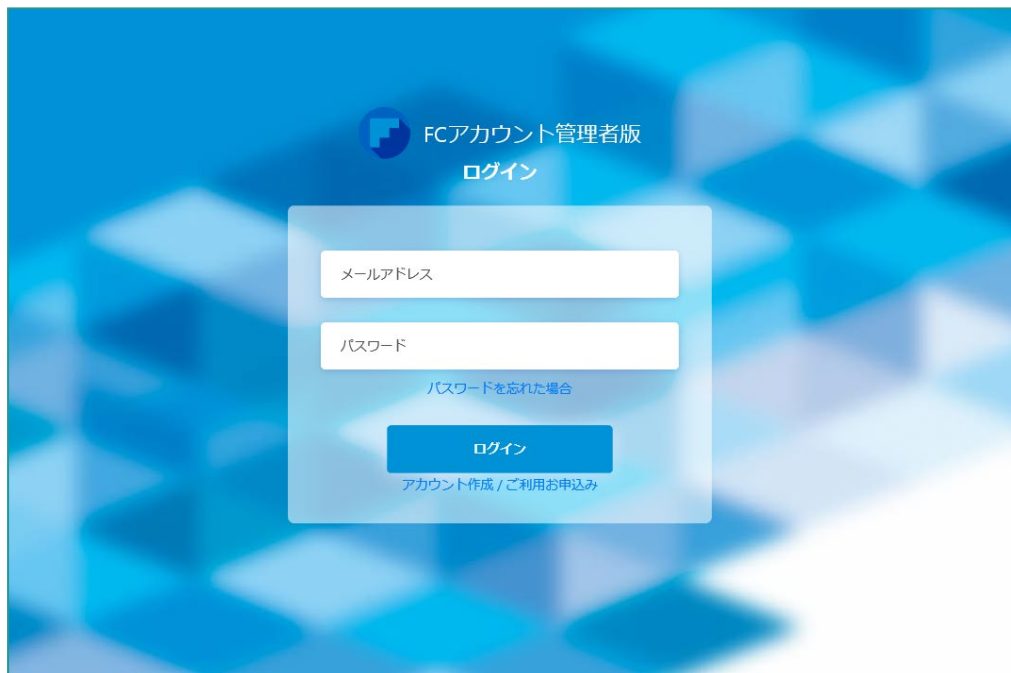 FCアカウント管理者版
ログイン
メールアドレス
パスワード
パスワードを忘れた場合
ログイン
アカウント作成 / ご利用お申込み